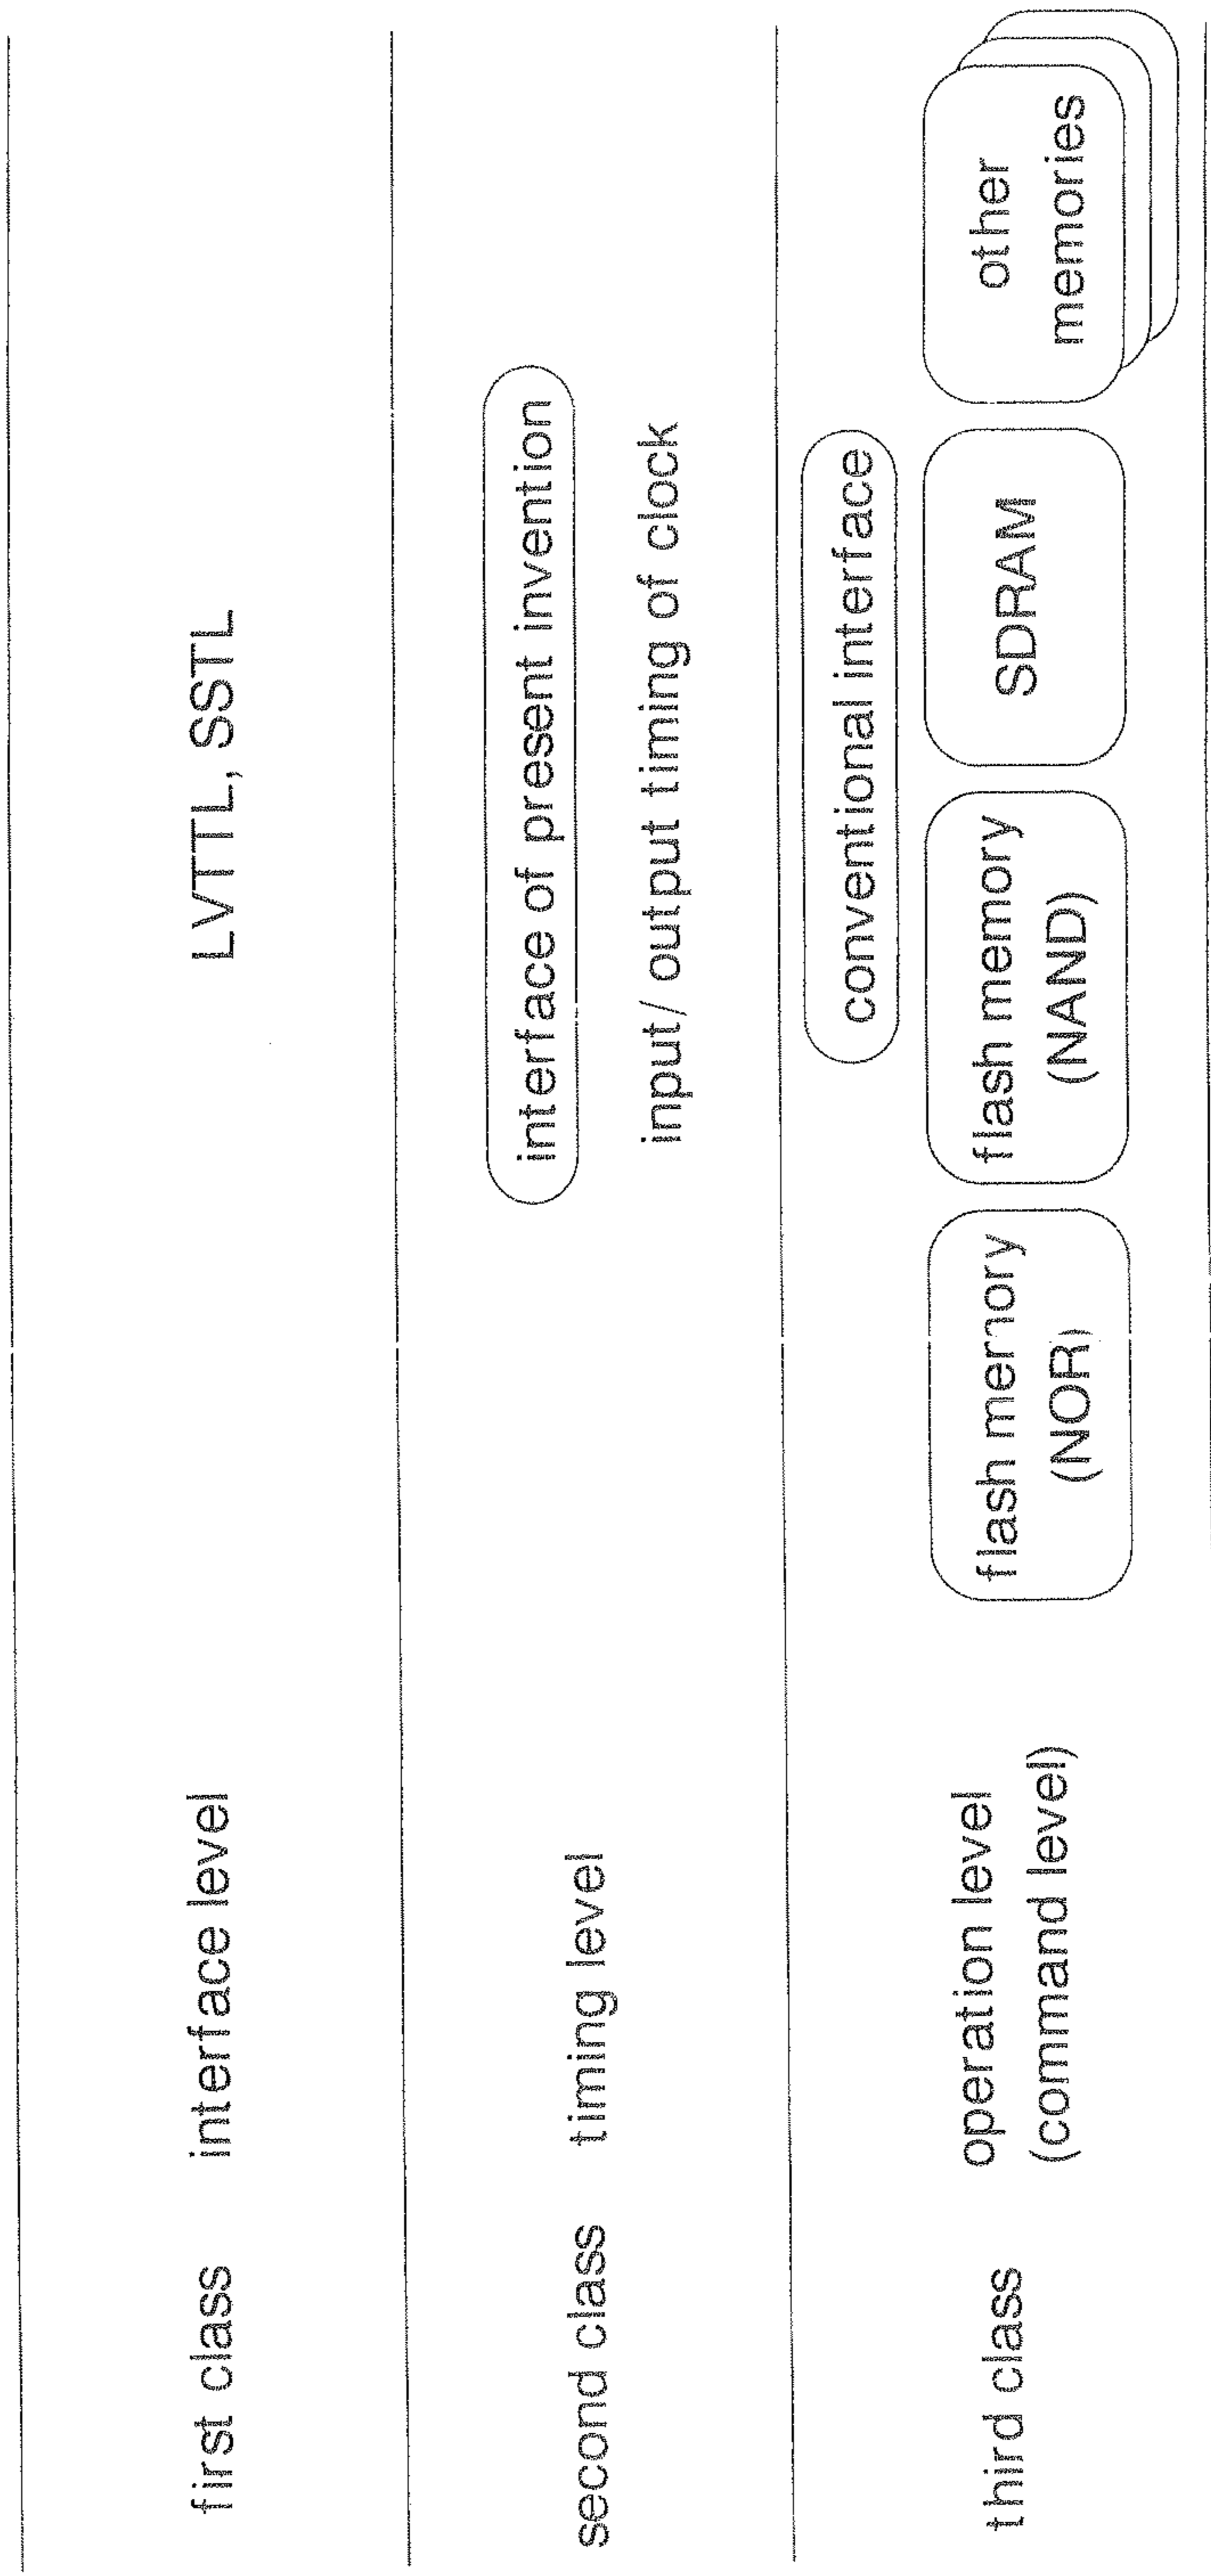 first class
interface level
LVTTL, SSTL
second class
timing level
interface of present invention
input/ output timing of clock
third class
operation level
(command level)
conventional interface
flash memory
(NOR)
flash memory
(NAND)
SDRAM
other
memories